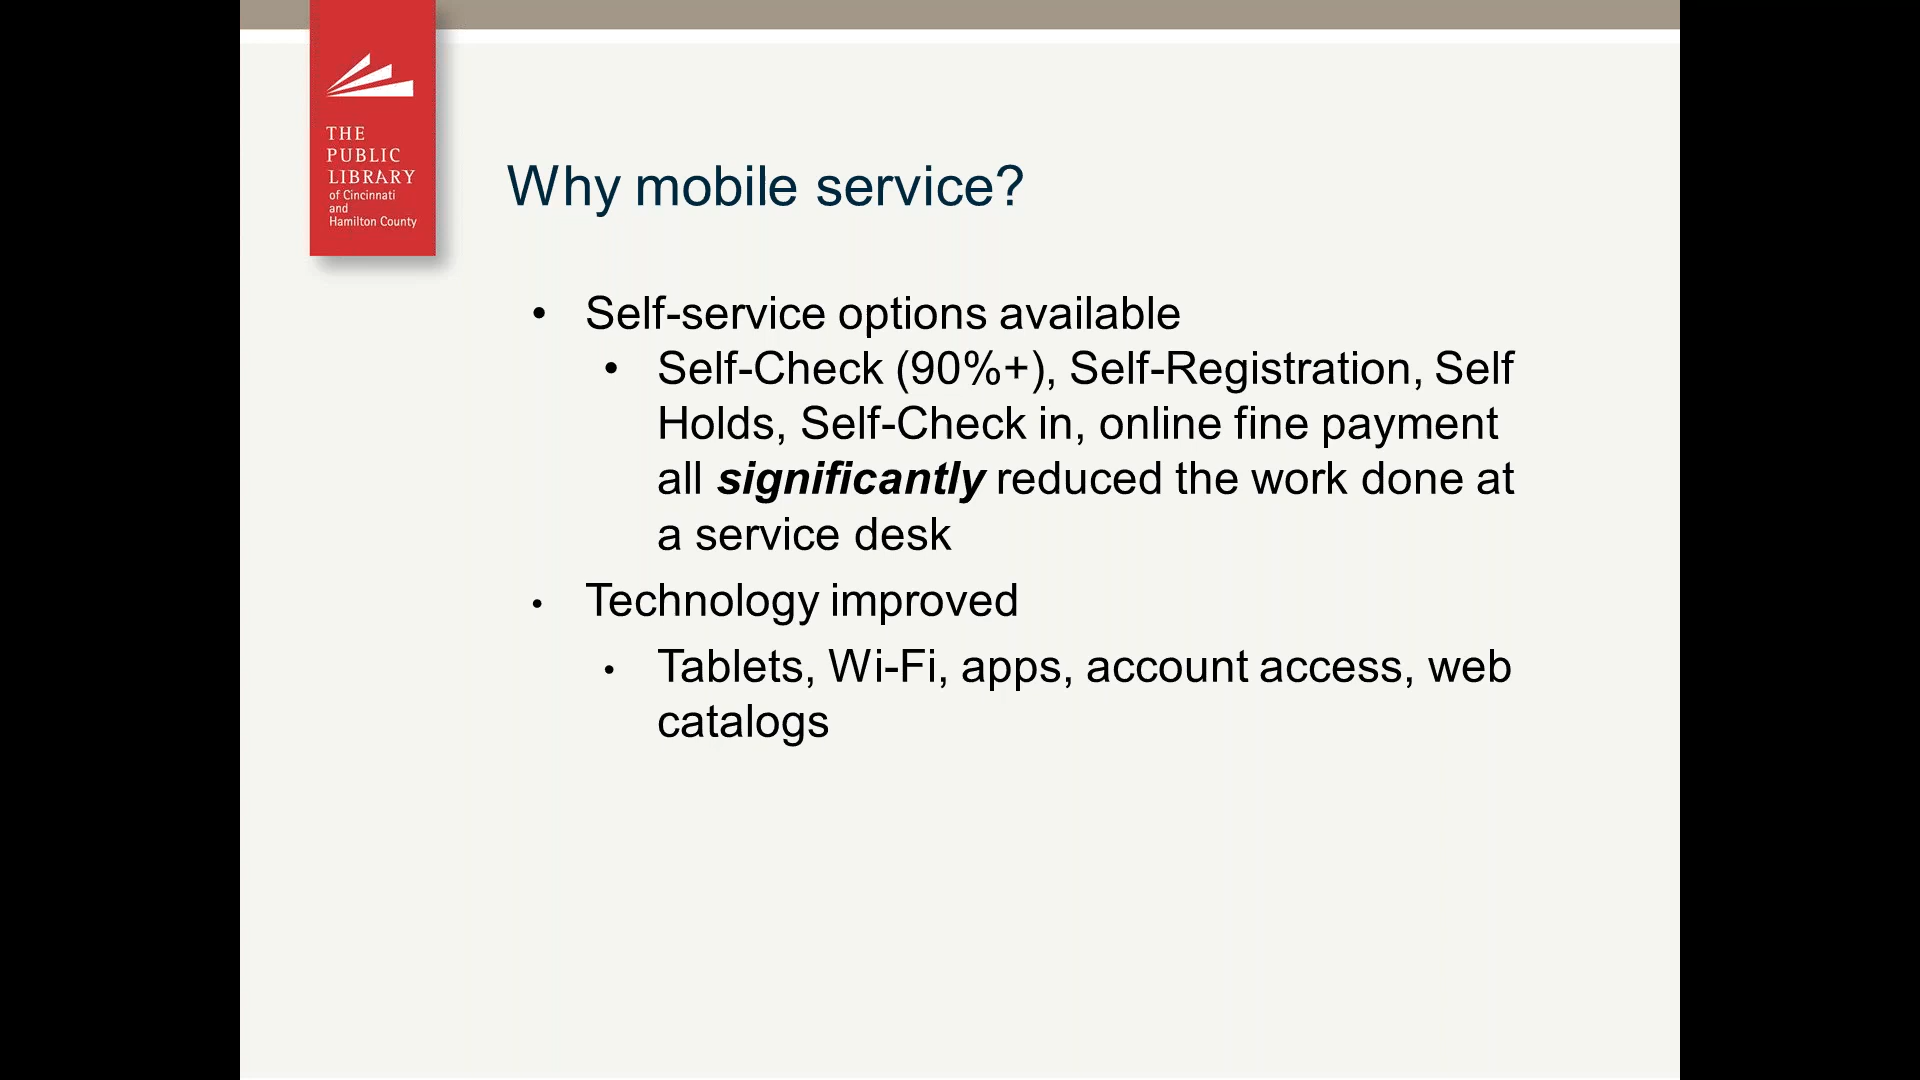 THE
PUBLIC
LIBRARY
of Cincinnati
and
Hamilton County
Why mobile service?
• Self-service options available
• Self-Check (90%+), Self-Registration, Self
Holds, Self-Check in, online fine payment
all significantly reduced the work done at
a service desk
• Technology improved
• Tablets, Wi-Fi, apps, account access, web
catalogs